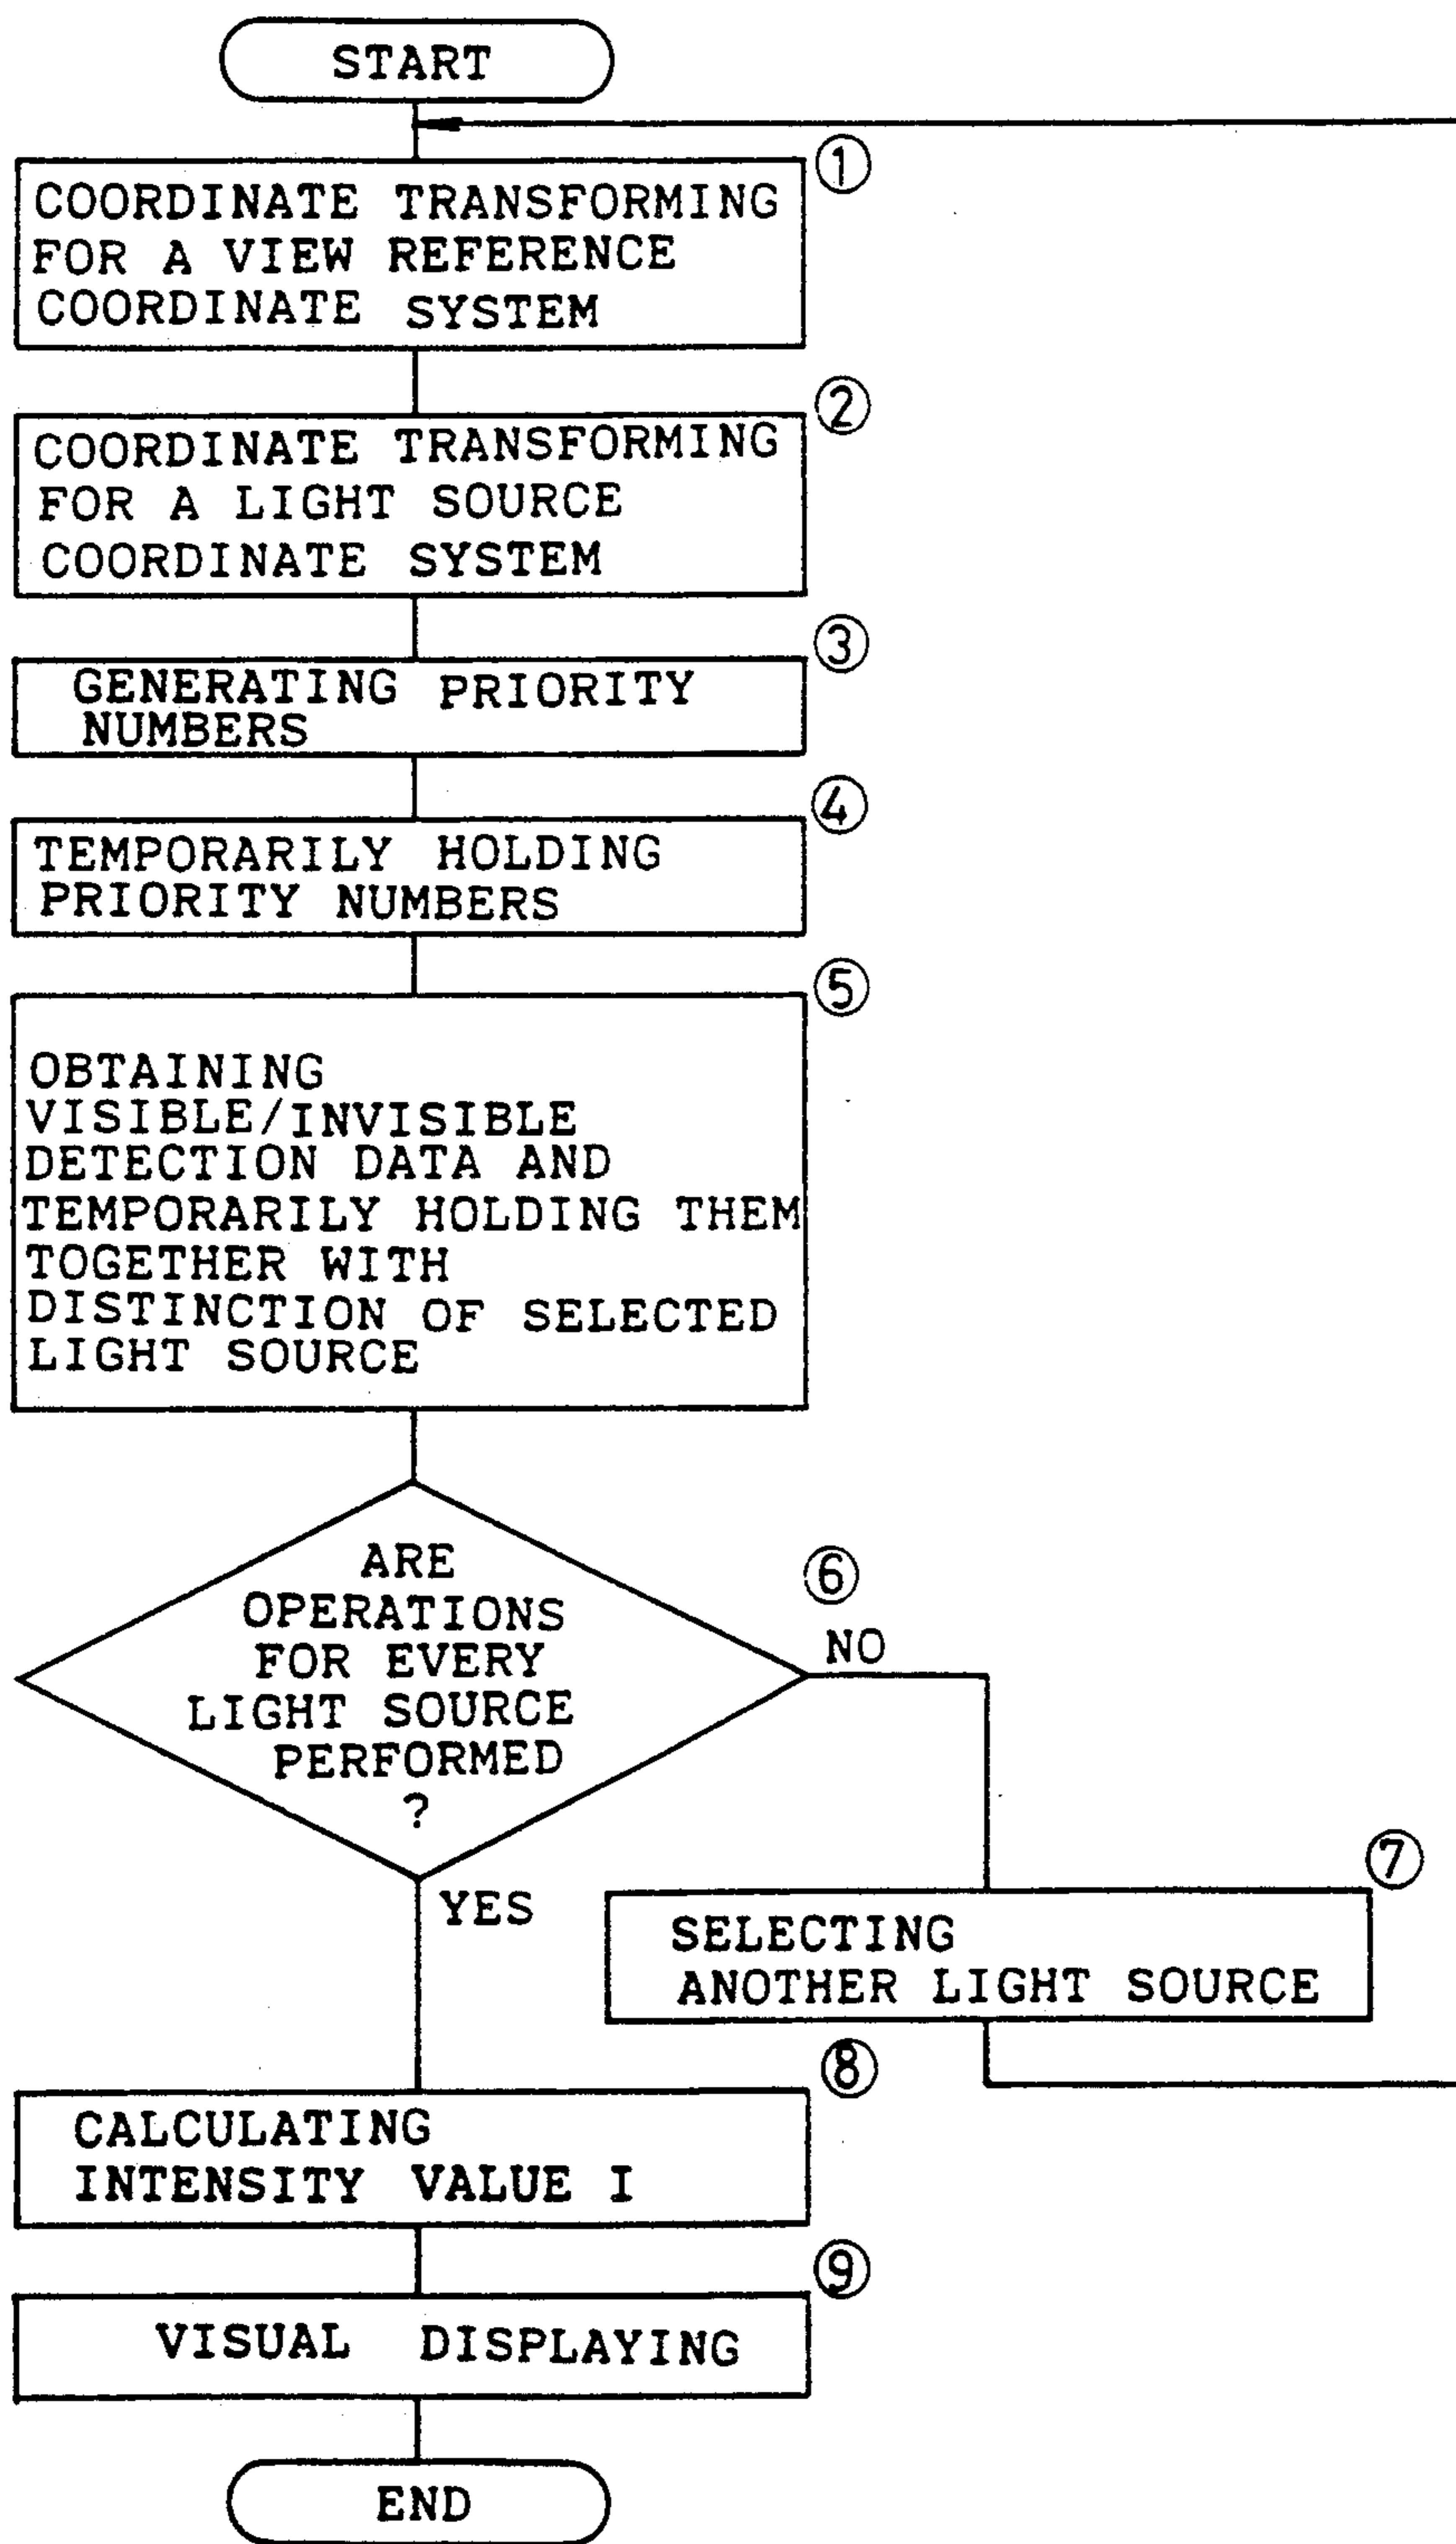 START
①
COORDINATE TRANSFORMING
FOR A VIEW REFERENCE
COORDINATE SYSTEM
②
COORDINATE TRANSFORMING
FOR A LIGHT SOURCE
COORDINATE SYSTEM
③
GENERATING PRIORITY
NUMBERS
④
TEMPORARILY HOLDING
PRIORITY NUMBERS
⑤
OBTAINING
VISIBLE/INVISIBLE
DETECTION DATA AND
TEMPORARILY HOLDING THEM
TOGETHER WITH
DISTINCTION OF SELECTED
LIGHT SOURCE
⑥
ARE
OPERATIONS
FOR EVERY
LIGHT SOURCE
PERFORMED
?
NO
YES
⑦
SELECTING
ANOTHER LIGHT SOURCE
⑧
CALCULATING
INTENSITY VALUE I
⑨
VISUAL DISPLAYING
END